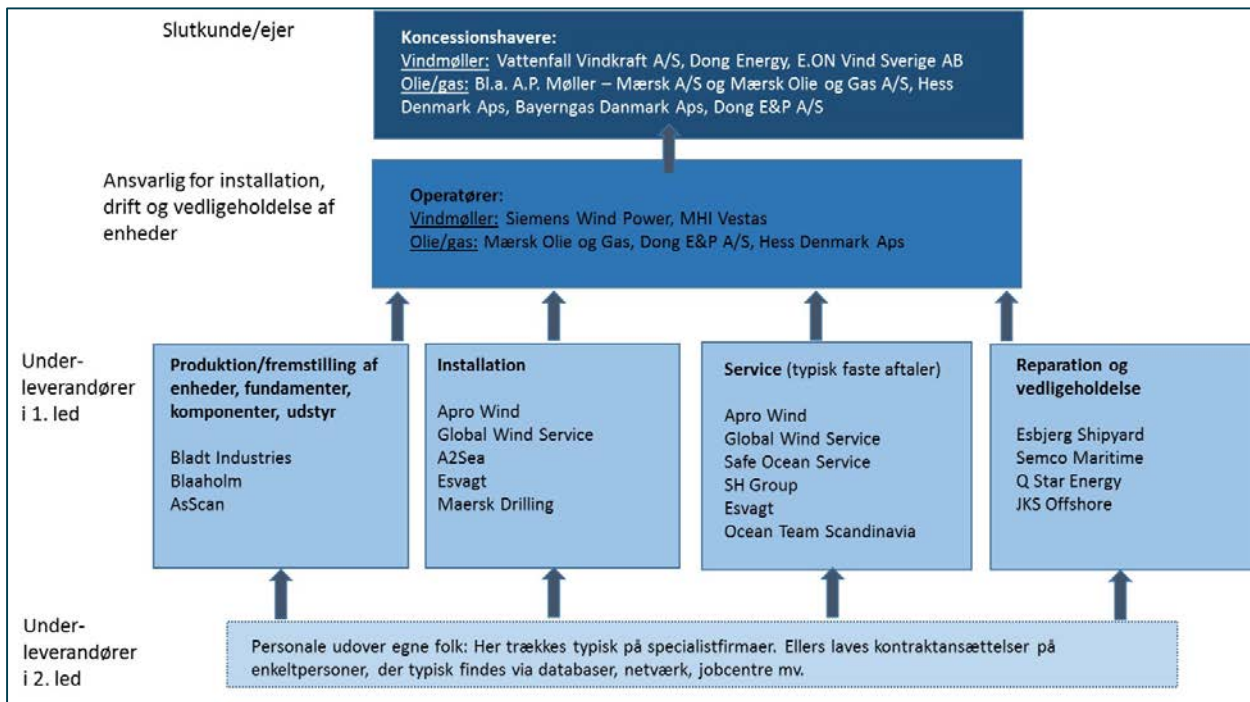 Slutkunde/ejer
Koncessionshavere:
Vindmøller: Vattenfall Vindkraft A/S, Dong Energy, E.ON Vind Sverige AB
Olie/gas: Bl.a. A.P. Møller – Mærsk A/S og Mærsk Olie og Gas A/S, Hess
Denmark Aps, Bayerngas Danmark Aps, Dong E&P A/S
Ansvarlig for installation,
drift og vedligeholdelse af
enheder
Operatører:
Vindmøller: Siemens Wind Power, MHI Vestas
Olie/gas: Mærsk Olie og Gas, Dong E&P A/S, Hess Denmark Aps
Under-
leverandører
i 1. led
Produktion/fremstilling af
enheder, fundamenter,
komponenter, udstyr
Bladt Industries
Blaaholm
AsScan
Installation
Apro Wind
Global Wind Service
A2Sea
Esvagt
Maersk Drilling
Service (typisk faste aftaler)
Apro Wind
Global Wind Service
Safe Ocean Service
SH Group
Esvagt
Ocean Team Scandinavia
Reparation og
vedligeholdelse
Esbjerg Shipyard
Semco Maritime
Q Star Energy
JKS Offshore
Under-
leverandører
i 2. led
Personale udover egne folk: Her trækkes typisk på specialistfirmaer. Ellers laves kontraktansættelser på
enkeltpersoner, der typisk findes via databaser, netværk, jobcentre mv.